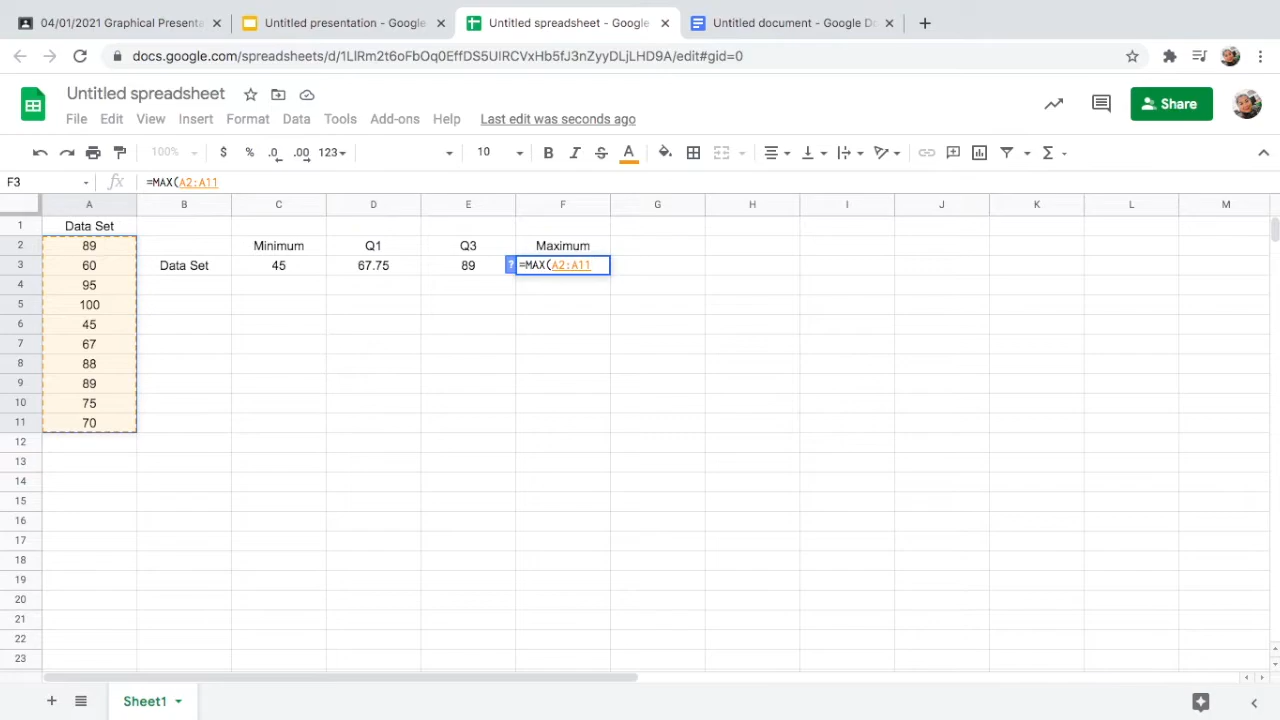 04/01/2021 Graphical Presenta
Untitled presentation - Google
Untitled spreadsheet - Google
Untitled document - Google Do
docs.google.com/spreadsheets/d/1LlRm2t6oFbOq0EffDS5UIRCVxHb5fJ3nZyyDLjLHD9A/edit#gid=0
Untitled spreadsheet
File Edit View Insert Format Data Tools Add-ons Help Last edit was seconds ago
Share
100% $ % .0 .00 123 10 B I S A Σ
F3 fx =MAX(A2:A11
A B C D E F G H I J K L M
1 Data Set
2 89 Minimum Q1 Q3 Maximum
3 60 Data Set 45 67.75 89 ? =MAX(A2:A11
4 95
5 100
6 45
7 67
8 88
9 89
10 75
11 70
12
13
14
15
16
17
18
19
20
21
22
23
Sheet1